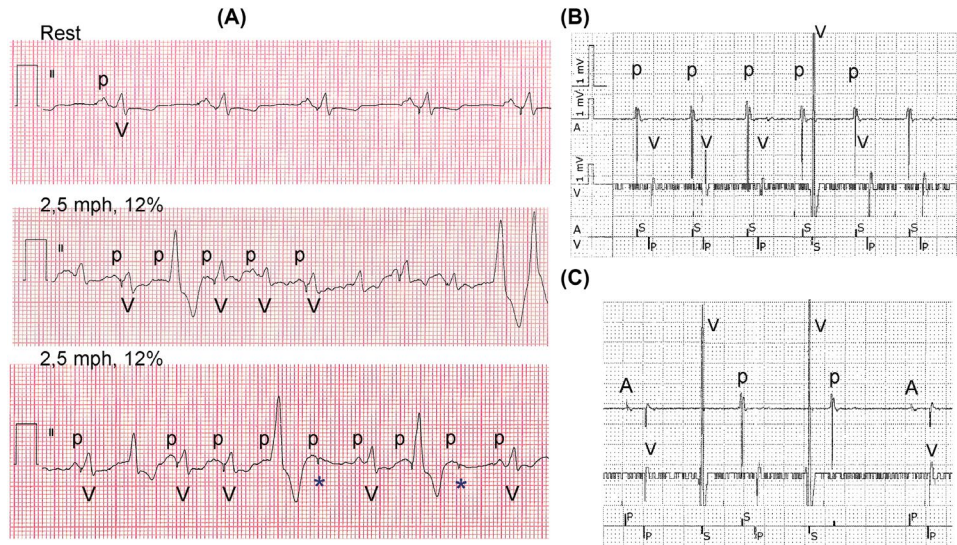 (A)
Rest
II
p
V
2,5 mph, 12%
II
p p p p p
V V V V
2,5 mph, 12%
II
p p p p p p p p
* *
V V V V V
(B)
V
p p p p p
1 mV
1 mV
A
V V V V
1 mV
V
A S S S S S S
V P P P S P P
(C)
V V
p p
A A
V V
P S P
P S P S P